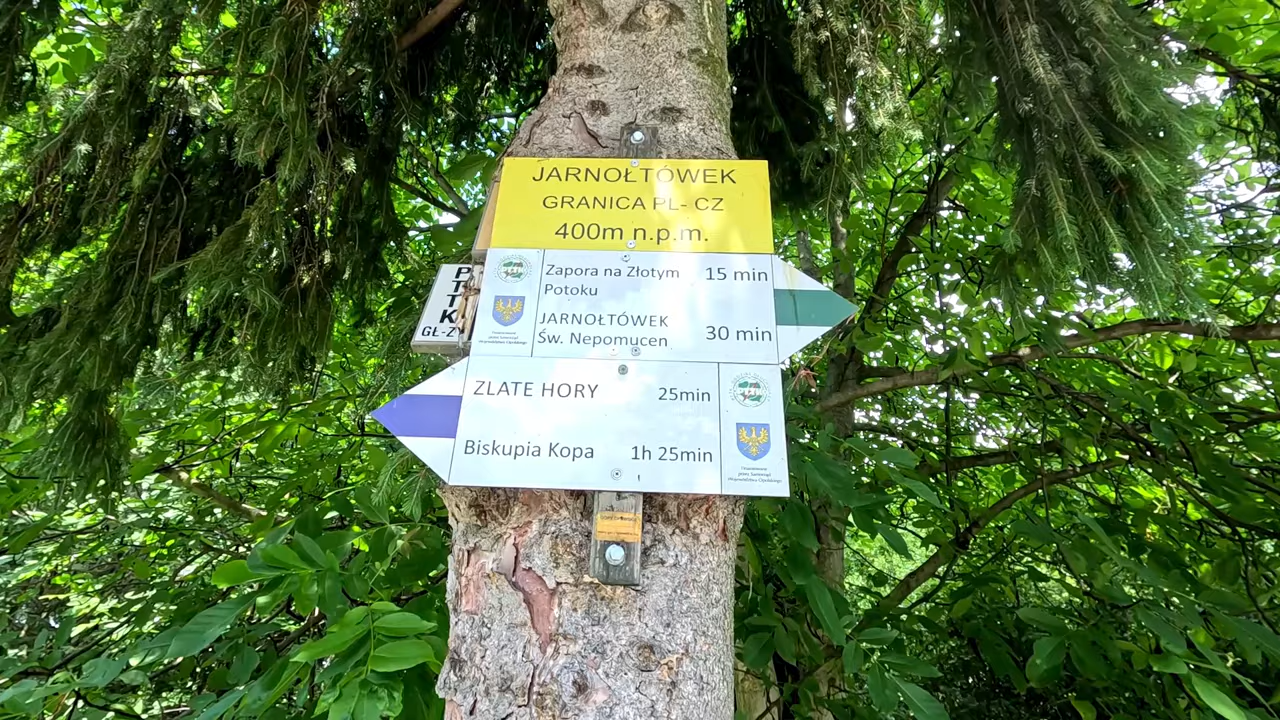 JARNOŁTÓWEK
GRANICA PL- CZ
400m n.p.m.
Zapora na Złotym 15 min
Potoku
JARNOŁTÓWEK
Św. Nepomucen 30 min
P
T
T
K
GŁ-ZY
ZLATE HORY 25min
Biskupia Kopa 1h 25min